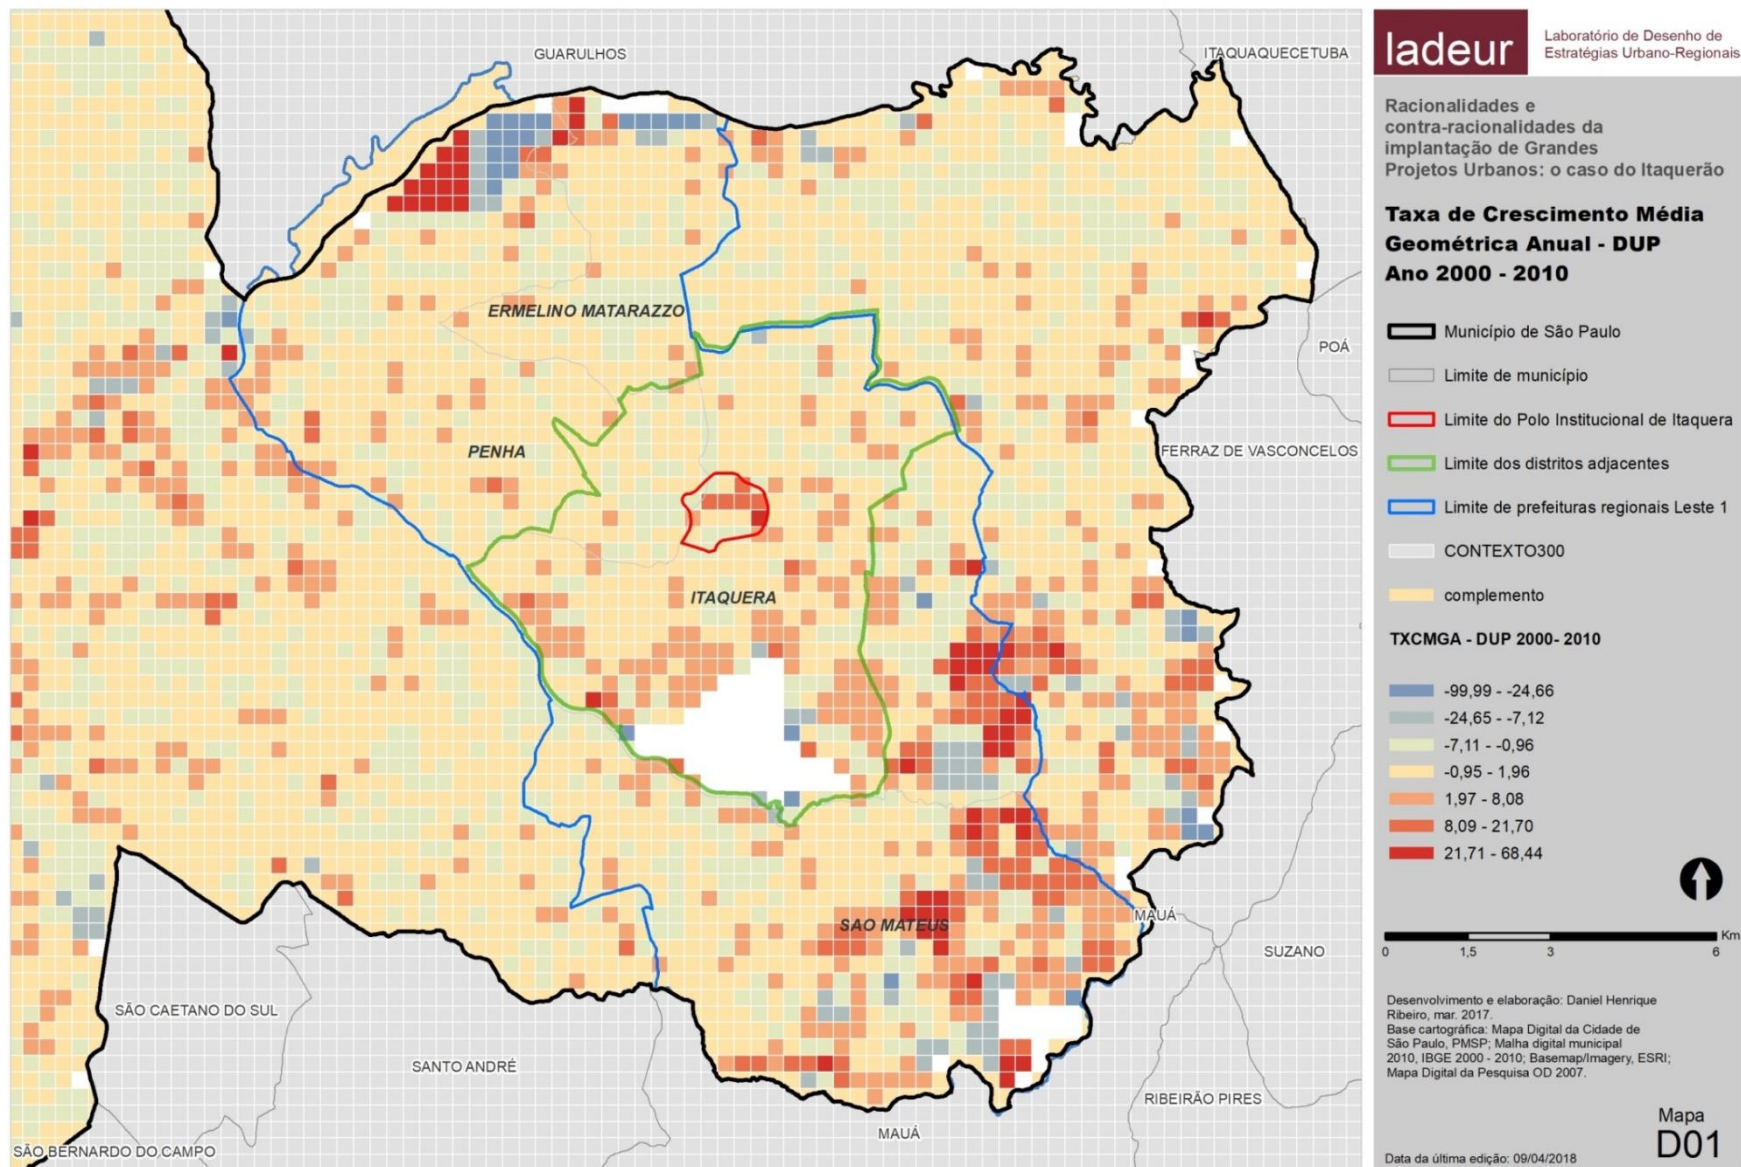 GUARULHOS
ITAQUAQUECETUBA
ERMELINO MATARAZZO
POÁ
PENHA
FERRAZ DE VASCONCELOS
ITAQUERA
SAO MATEUS
MAUÁ
SUZANO
SÃO CAETANO DO SUL
SANTO ANDRÉ
RIBEIRÃO PIRES
MAUÁ
SÃO BERNARDO DO CAMPO
ladeur
Laboratório de Desenho de
Estratégias Urbano-Regionais
Racionalidades e
contra-racionalidades da
implantação de Grandes
Projetos Urbanos: o caso do Itaquerão
Taxa de Crescimento Média
Geométrica Anual - DUP
Ano 2000 - 2010
Município de São Paulo
Limite de município
Limite do Polo Institucional de Itaquera
Limite dos distritos adjacentes
Limite de prefeituras regionais Leste 1
CONTEXTO300
complemento
TXCMGA - DUP 2000- 2010
-99,99 - -24,66
-24,65 - -7,12
-7,11 - -0,96
-0,95 - 1,96
1,97 - 8,08
8,09 - 21,70
21,71 - 68,44
Km
0 1,5 3 6
Desenvolvimento e elaboração: Daniel Henrique
Ribeiro, mar. 2017.
Base cartográfica: Mapa Digital da Cidade de
São Paulo, PMSP; Malha digital municipal
2010, IBGE 2000 - 2010; Basemap/Imagery, ESRI;
Mapa Digital da Pesquisa OD 2007.
Mapa
D01
Data da última edição: 09/04/2018